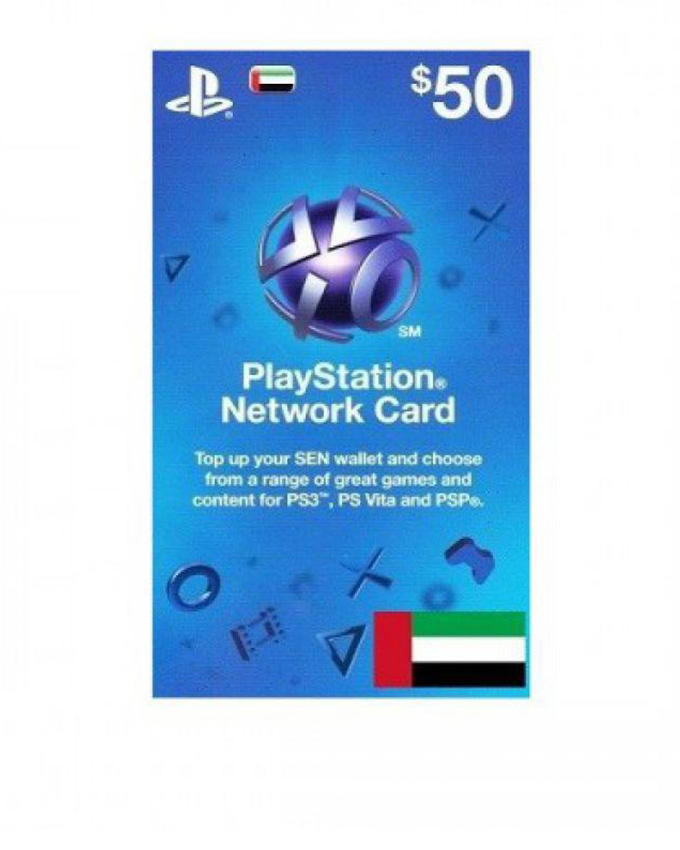 $50
SM
PlayStation®
Network Card
Top up your SEN wallet and choose
from a range of great games and
content for PS3™, PS Vita and PSP®.